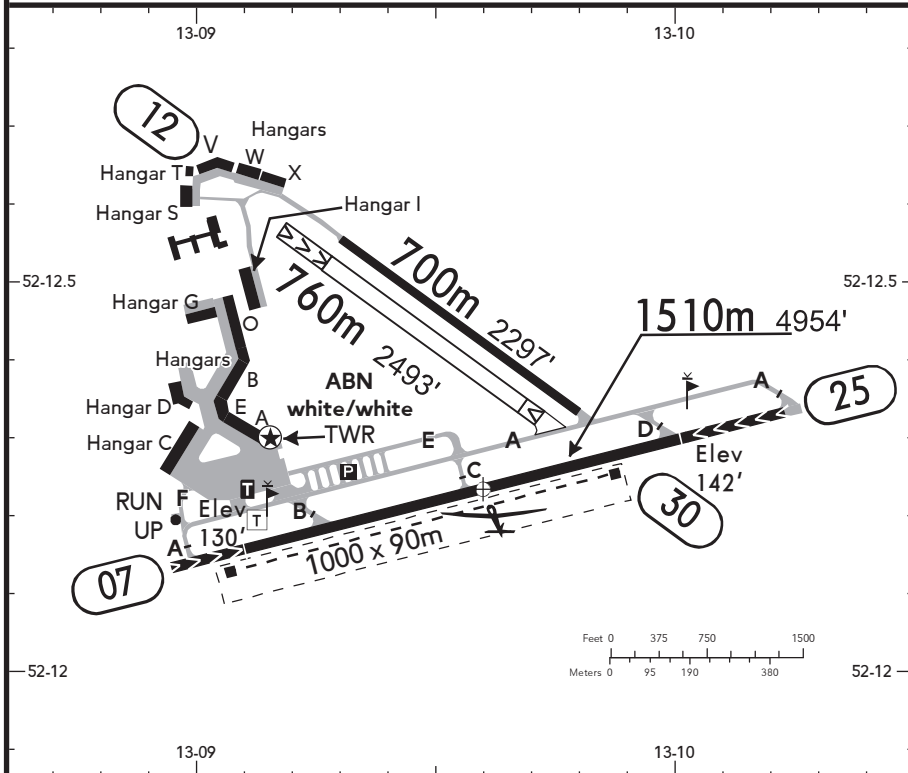 13-09
13-10
12
V
Hangars
W
Hangar T
X
Hangar S
Hangar I
52-12.5
52-12.5
700m
2297'
760m
2493'
1510m 4954'
Hangar G
O
Hangars
B
ABN
white/white
A
25
Hangar D
E
A
TWR
Hangar C
E
A
D
Elev
142'
P
C
RUN
UP
F
T
Elev
130'
T
B
30
A
1000 x 90m
07
Feet 0 375 750 1500
Meters 0 95 190 380
52-12
52-12
13-09
13-10